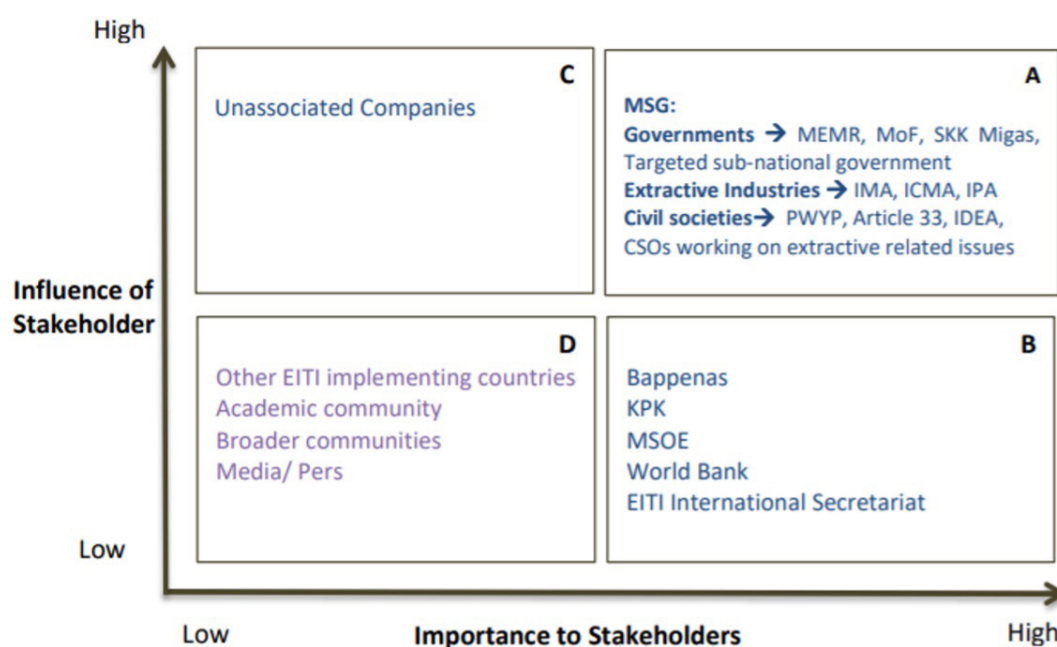 High
C
Unassociated Companies
A
MSG:
Governments → MEMR, MoF, SKK Migas,
Targeted sub-national government
Extractive Industries → IMA, ICMA, IPA
Civil societies→ PWYP, Article 33, IDEA,
CSOs working on extractive related issues
Influence of
Stakeholder
D
Other EITI implementing countries
Academic community
Broader communities
Media/ Pers
B
Bappenas
KPK
MSOE
World Bank
EITI International Secretariat
Low
Low
Importance to Stakeholders
High